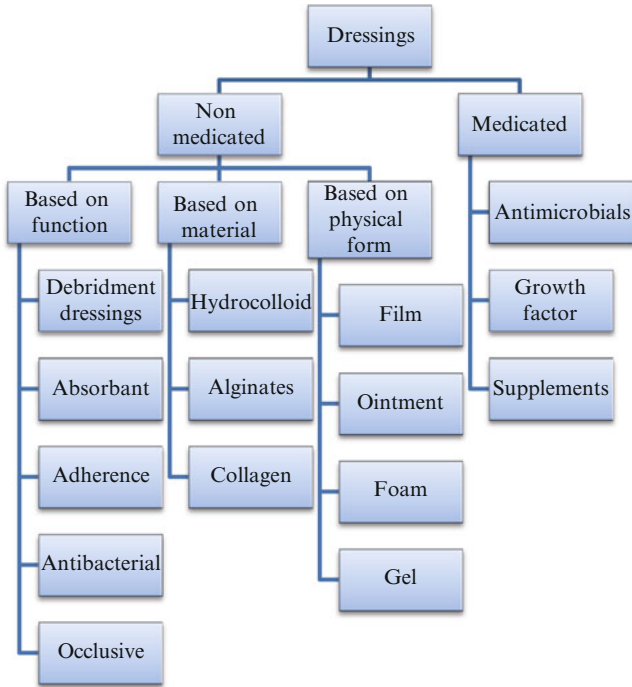 Dressings
Non
medicated
Medicated
Based on
function
Based on
material
Based on
physical
form
Debridment
dressings
Absorbant
Adherence
Antibacterial
Occlusive
Hydrocolloid
Alginates
Collagen
Film
Ointment
Foam
Gel
Antimicrobials
Growth
factor
Supplements